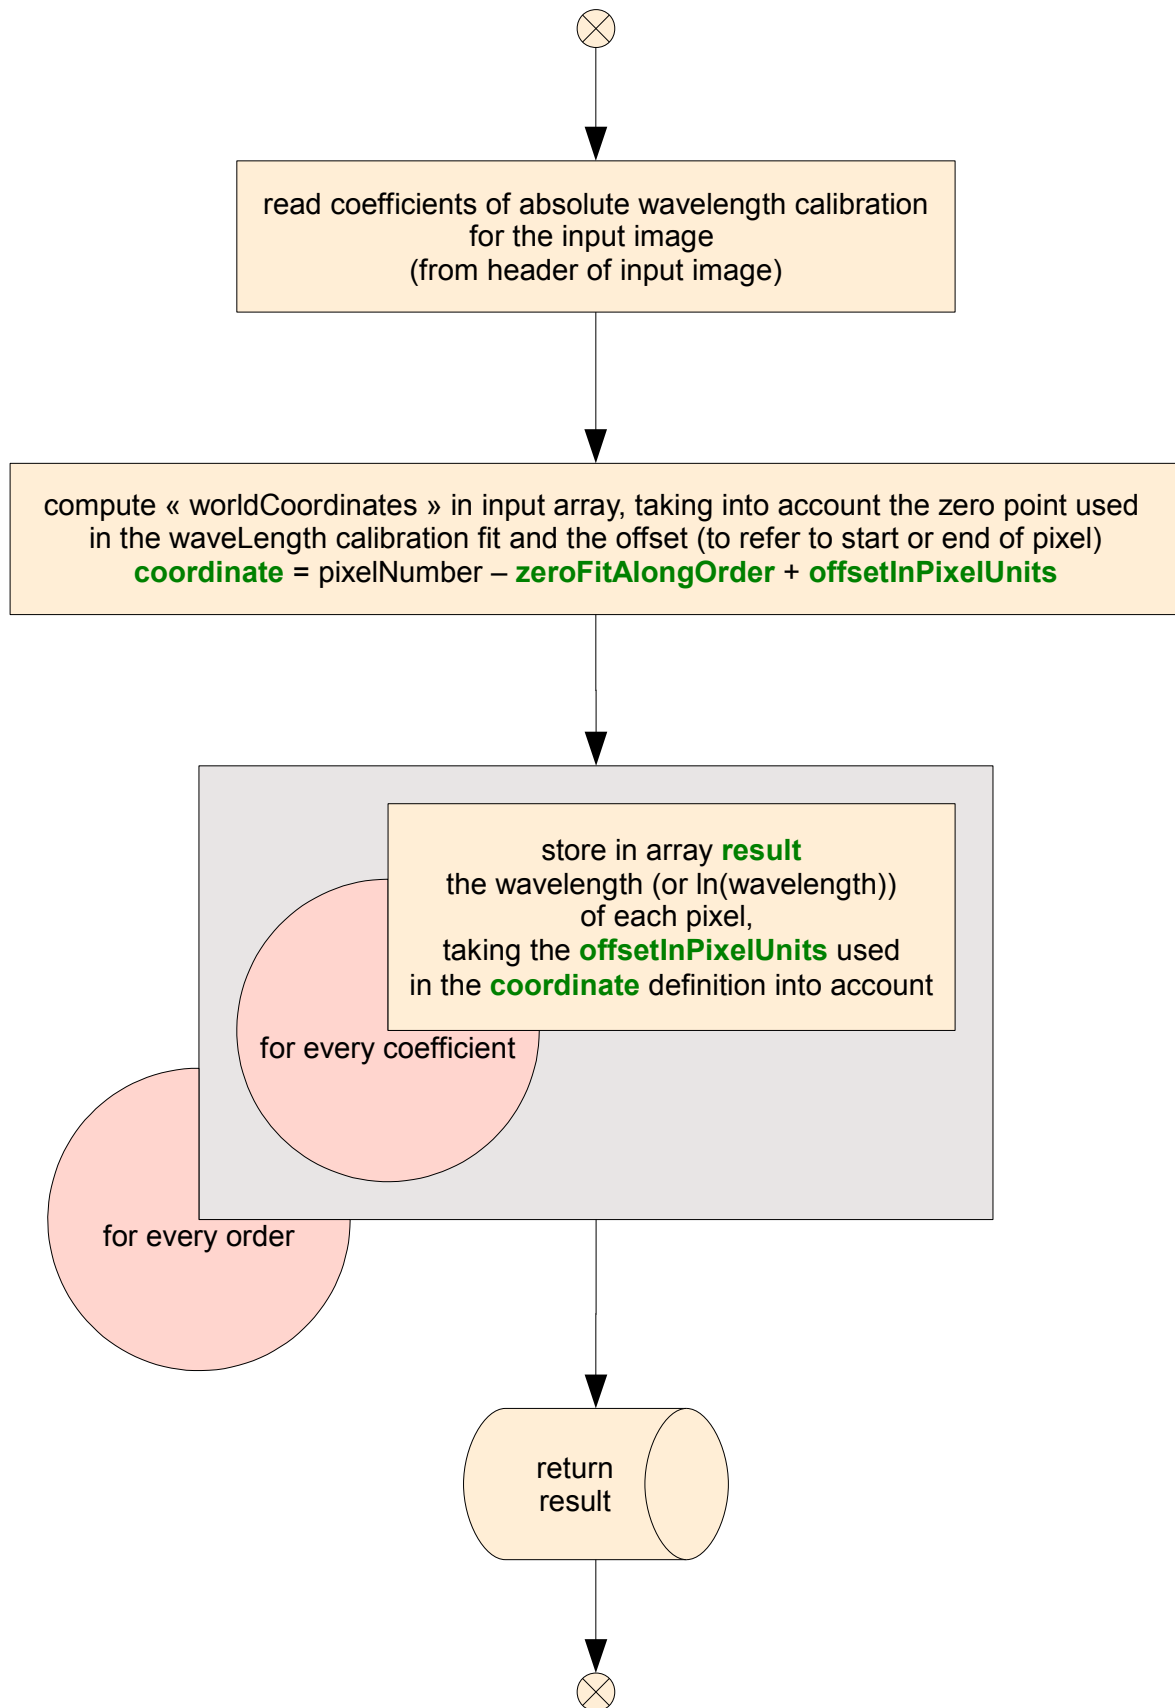 read coefficients of absolute wavelength calibration
for the input image
(from header of input image)
compute « worldCoordinates » in input array, taking into account the zero point used
in the waveLength calibration fit and the offset (to refer to start or end of pixel)
coordinate = pixelNumber – zeroFitAlongOrder + offsetInPixelUnits
store in array result
the wavelength (or ln(wavelength))
of each pixel,
taking the offsetInPixelUnits used
in the coordinate definition into account
for every coefficient
for every order
return
result